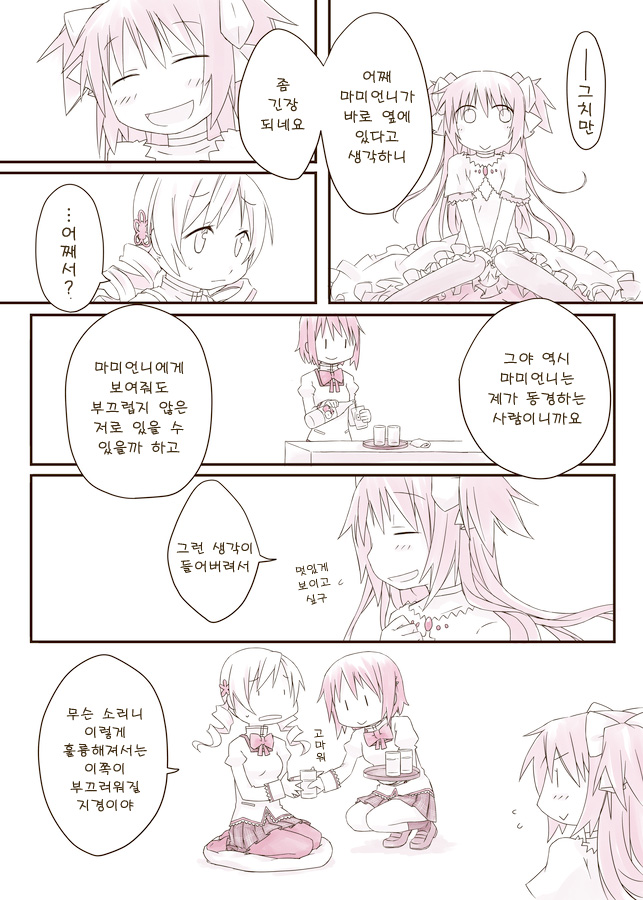 ——그치만
어째
마미언니가
바로 옆에
있다고
생각하니
좀
긴장
되네요
…어째서?
그야 역시
마미언니는
제가 동경하는
사람이니까요
마미언니에게
보여줘도
부끄럽지 않은
저로 있을 수
있을까 하고
그런 생각이
들어버려서
멋있게
보이고
싶구
고마워
무슨 소리니
이렇게
훌륭해져서는
이쪽이
부끄러워질
지경이야